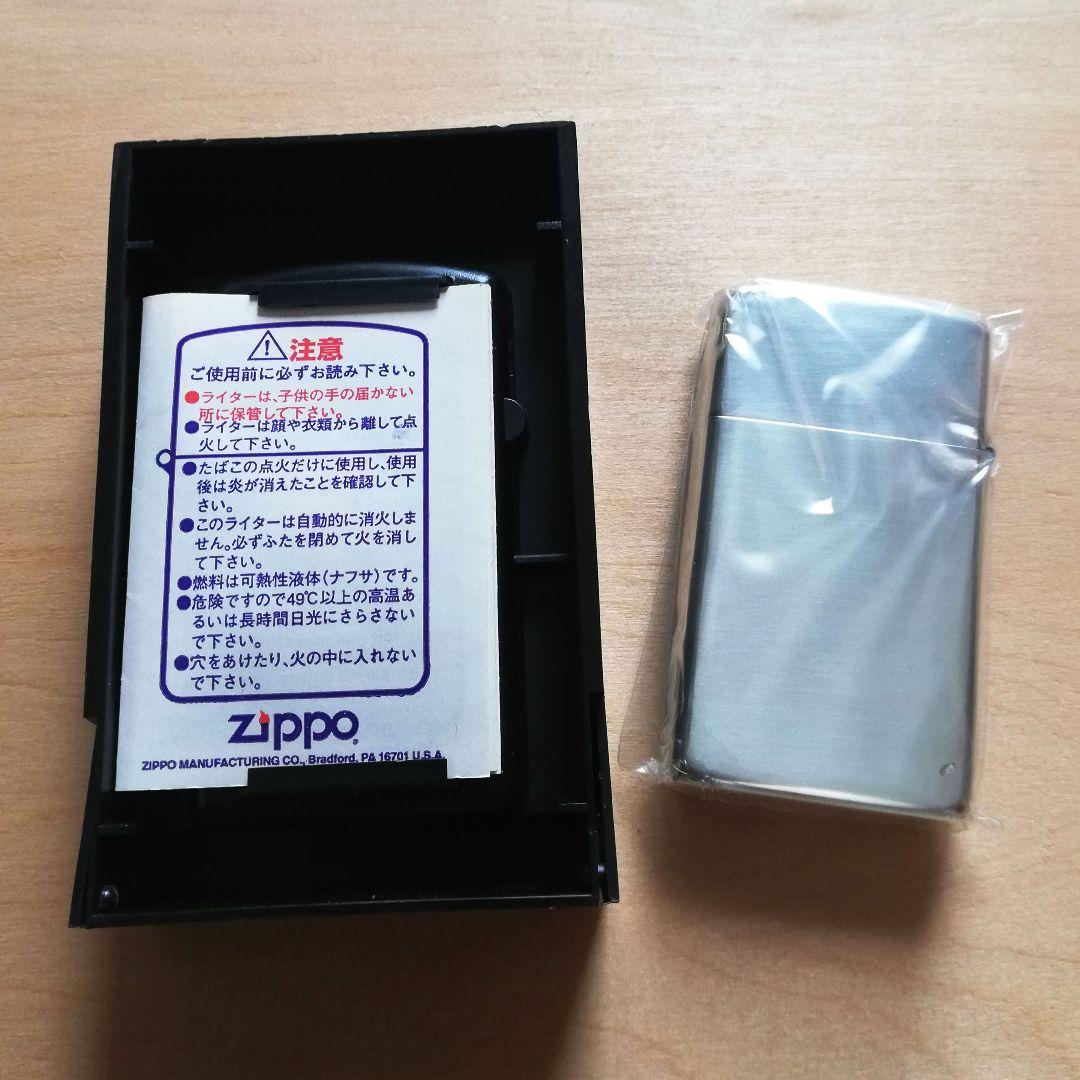 注意
ご使用前に必ずお読み下さい。
●ライターは、子供の手の届かない
所に保管して下さい。
●ライターは顔や衣類から離して点
火して下さい。
●たばこの点火だけに使用し、使用
後は炎が消えたことを確認して下
さい。
●このライターは自動的に消火しま
せん。必ずふたを閉めて火を消し
て下さい。
●燃料は可熱性液体(ナフサ)です。
●危険ですので49℃以上の高温あ
るいは長時間日光にさらさない
で下さい。
●穴をあけたり、火の中に入れない
で下さい。
Zippo®
ZIPPO MANUFACTURING CO., Bradford, PA 16701 U.S.A.